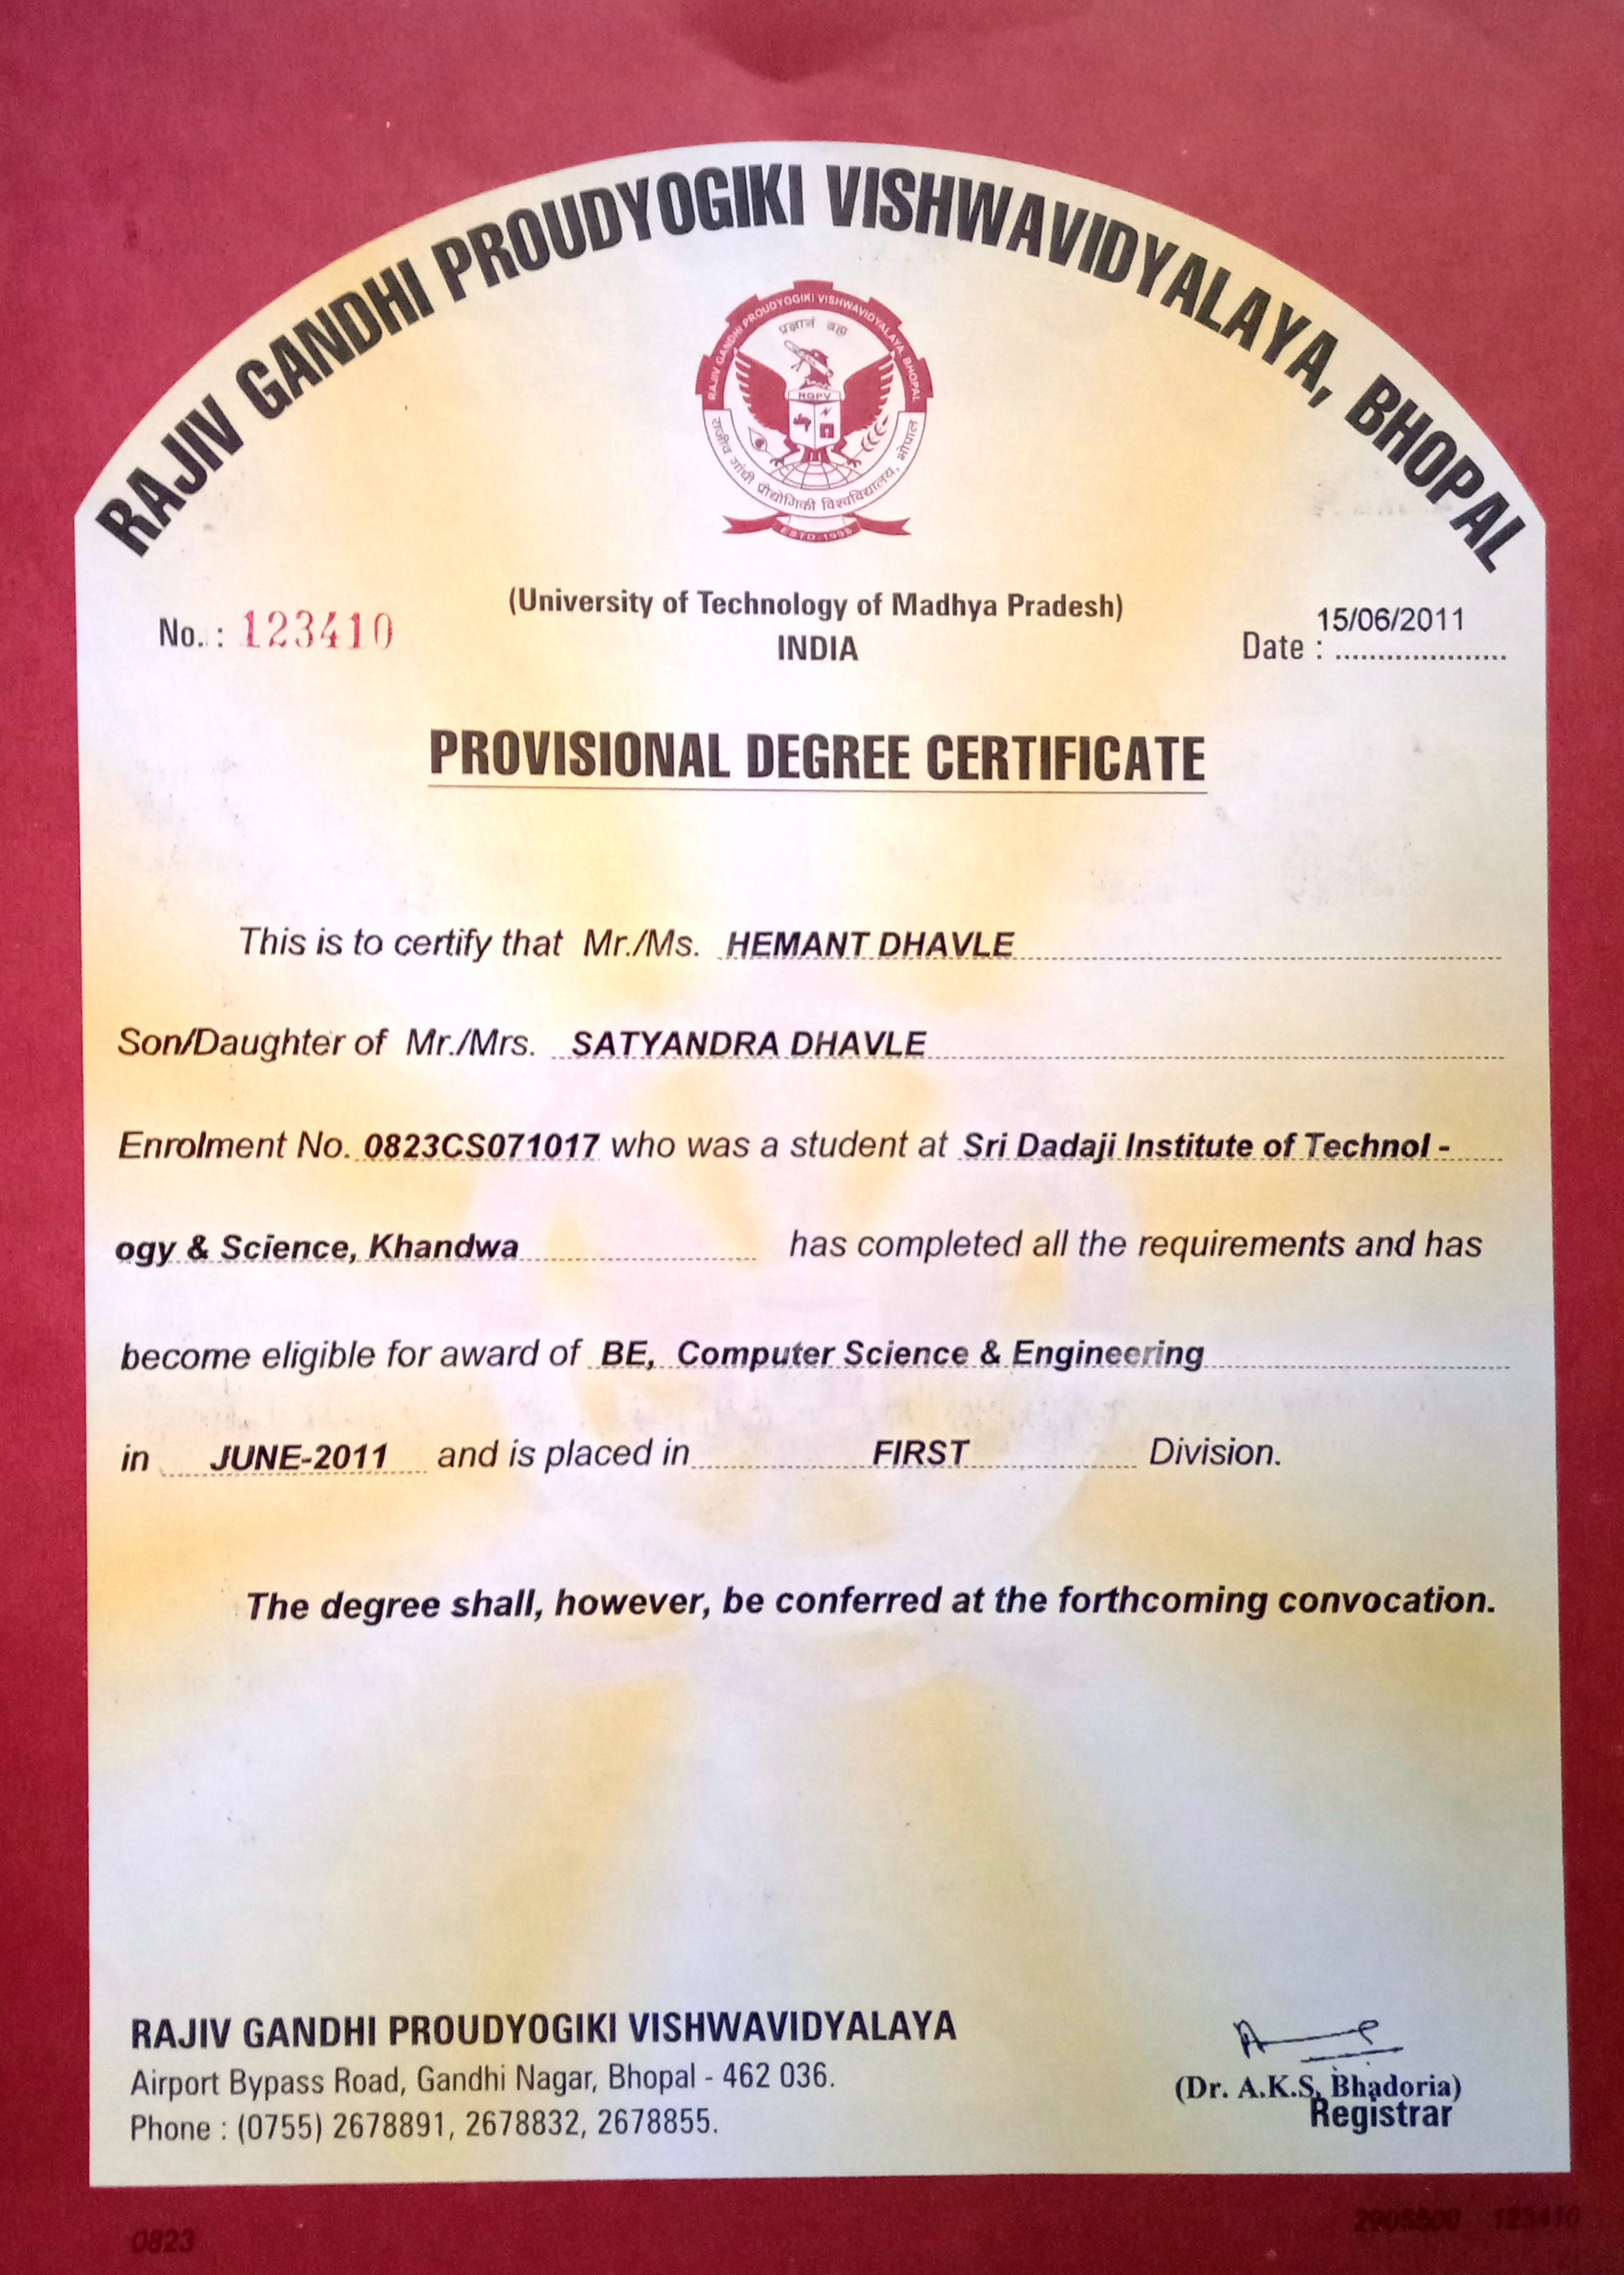 RAJIV GANDHI PROUDYOGIKI VISHWAVIDYALAYA, BHOPAL
RAJIV GANDHI PROUDYOGIKI VISHWAVIDYALAYA, BHOPAL
प्रज्ञानं ब्रह्म
RGPV
राजीव गांधी प्रौद्योगिकी विश्वविद्यालय, भोपाल
ESTD. 1998
(University of Technology of Madhya Pradesh)
INDIA
No. : 123410
Date : 15/06/2011
PROVISIONAL DEGREE CERTIFICATE
This is to certify that Mr./Ms. HEMANT DHAVLE
Son/Daughter of Mr./Mrs. SATYANDRA DHAVLE
Enrolment No. 0823CS071017 who was a student at Sri Dadaji Institute of Technol -
ogy & Science, Khandwa has completed all the requirements and has
become eligible for award of BE, Computer Science & Engineering
in JUNE-2011 and is placed in FIRST Division.
The degree shall, however, be conferred at the forthcoming convocation.
RAJIV GANDHI PROUDYOGIKI VISHWAVIDYALAYA
Airport Bypass Road, Gandhi Nagar, Bhopal - 462 036.
Phone : (0755) 2678891, 2678832, 2678855.
(Dr. A.K.S. Bhadoria)
Registrar
0823
123410